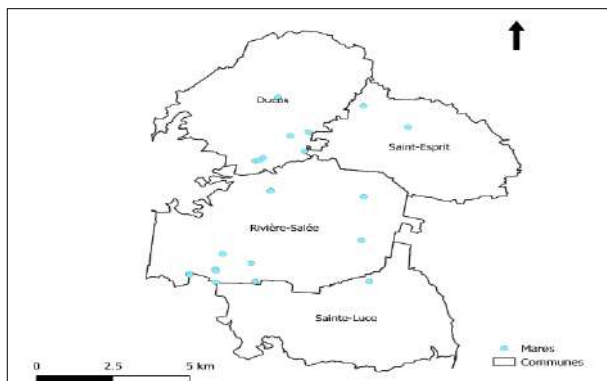 Ducos
Saint-Esprit
Rivière-Salée
Sainte-Luce
Mares
Communes
0 2.5 5 km